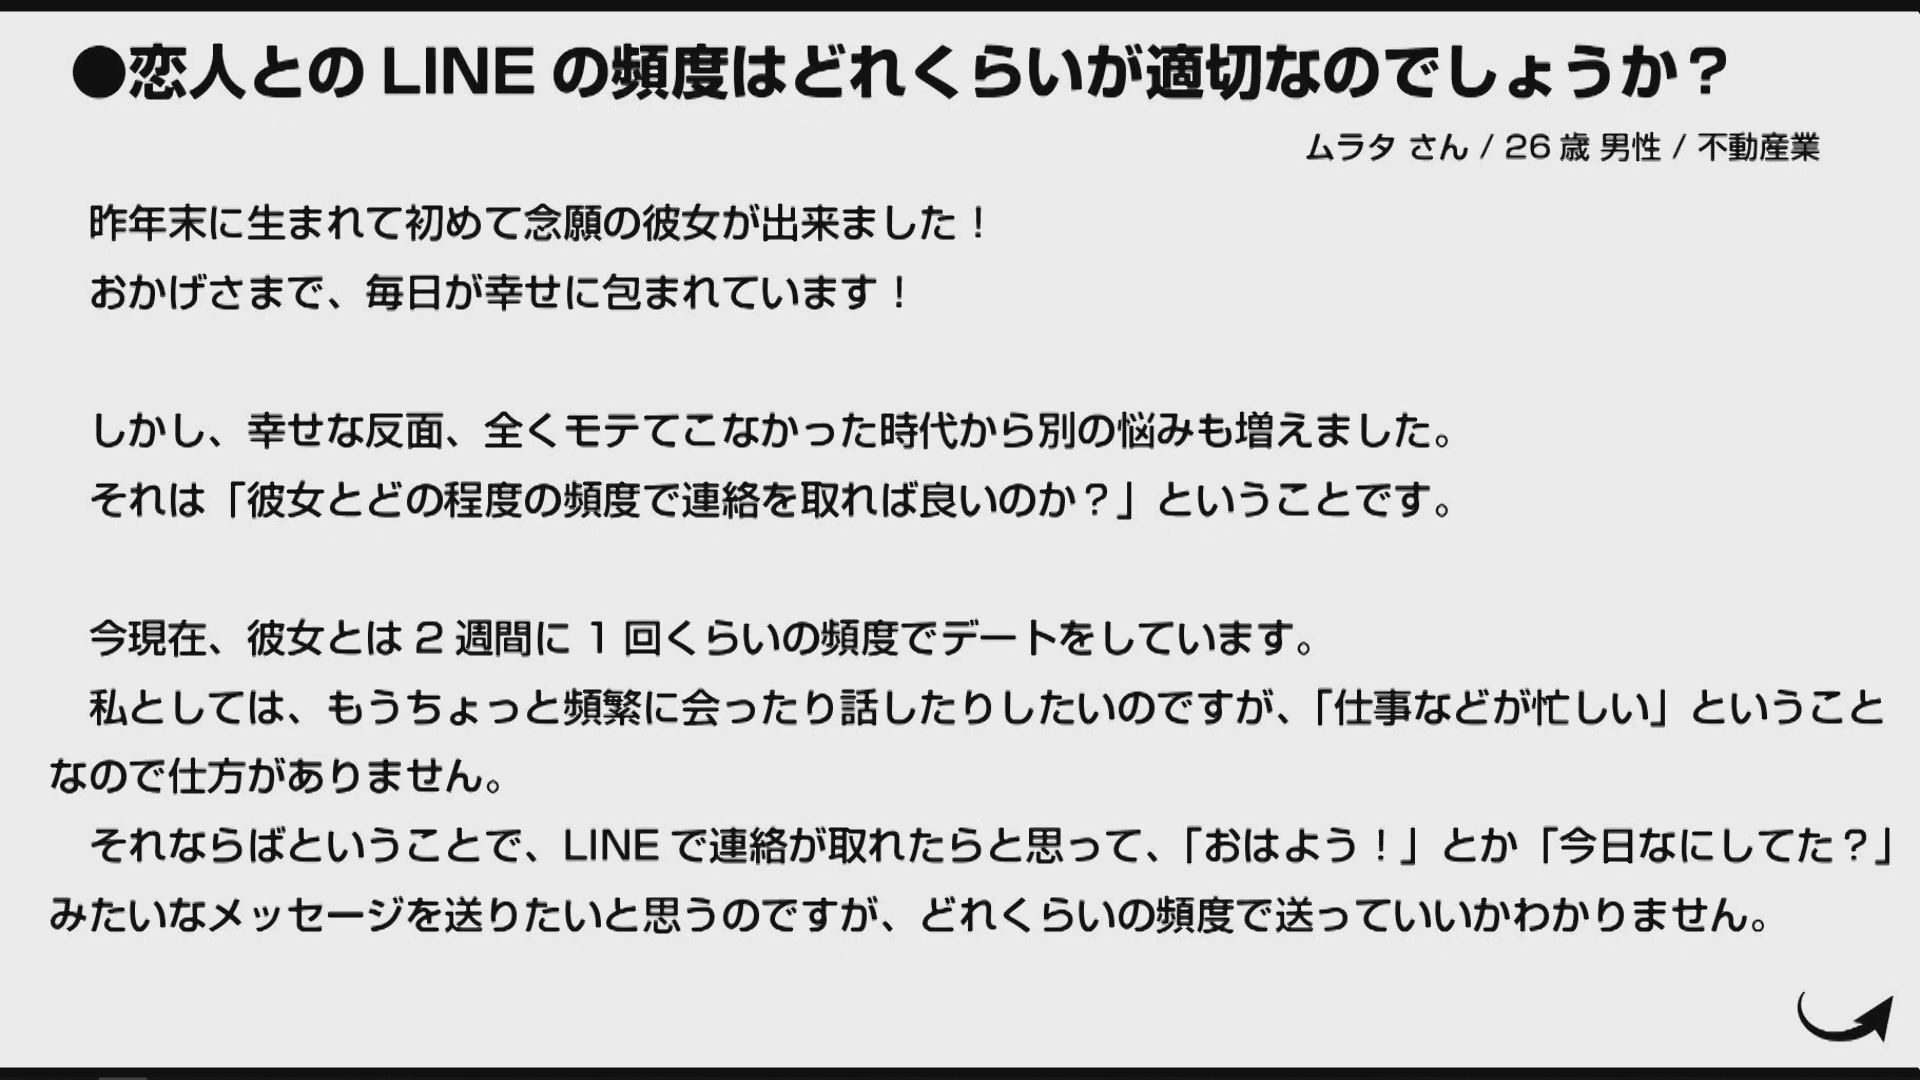 ●恋人との LINE の頻度はどれくらいが適切なのでしょうか？
ムラタ さん / 26 歳 男性 / 不動産業
昨年末に生まれて初めて念願の彼女が出来ました！
おかげさまで、毎日が幸せに包まれています！
しかし、幸せな反面、全くモテてこなかった時代から別の悩みも増えました。
それは「彼女とどの程度の頻度で連絡を取れば良いのか？」ということです。
今現在、彼女とは 2 週間に 1 回くらいの頻度でデートをしています。
私としては、もうちょっと頻繁に会ったり話したりしたいのですが、「仕事などが忙しい」ということ
なので仕方がありません。
それならばということで、LINE で連絡が取れたらと思って、「おはよう！」とか「今日なにしてた？」
みたいなメッセージを送りたいと思うのですが、どれくらいの頻度で送っていいかわかりません。